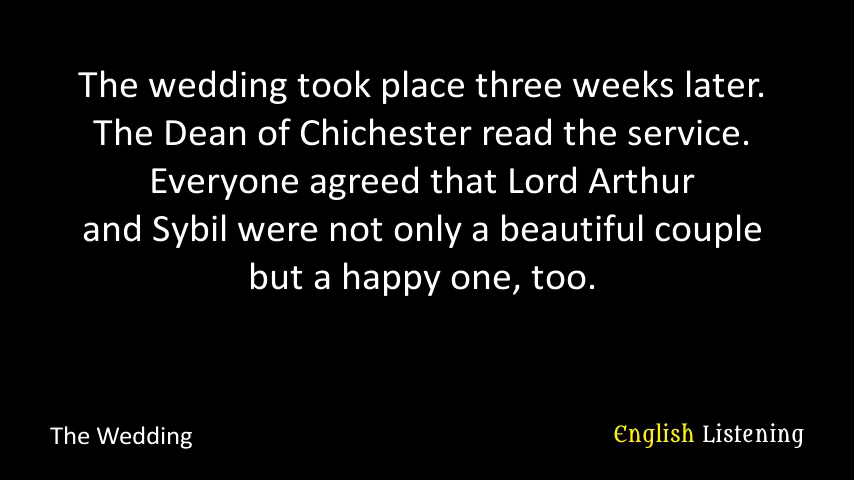 The wedding took place three weeks later.
The Dean of Chichester read the service.
Everyone agreed that Lord Arthur
and Sybil were not only a beautiful couple
but a happy one, too.
The Wedding
English Listening